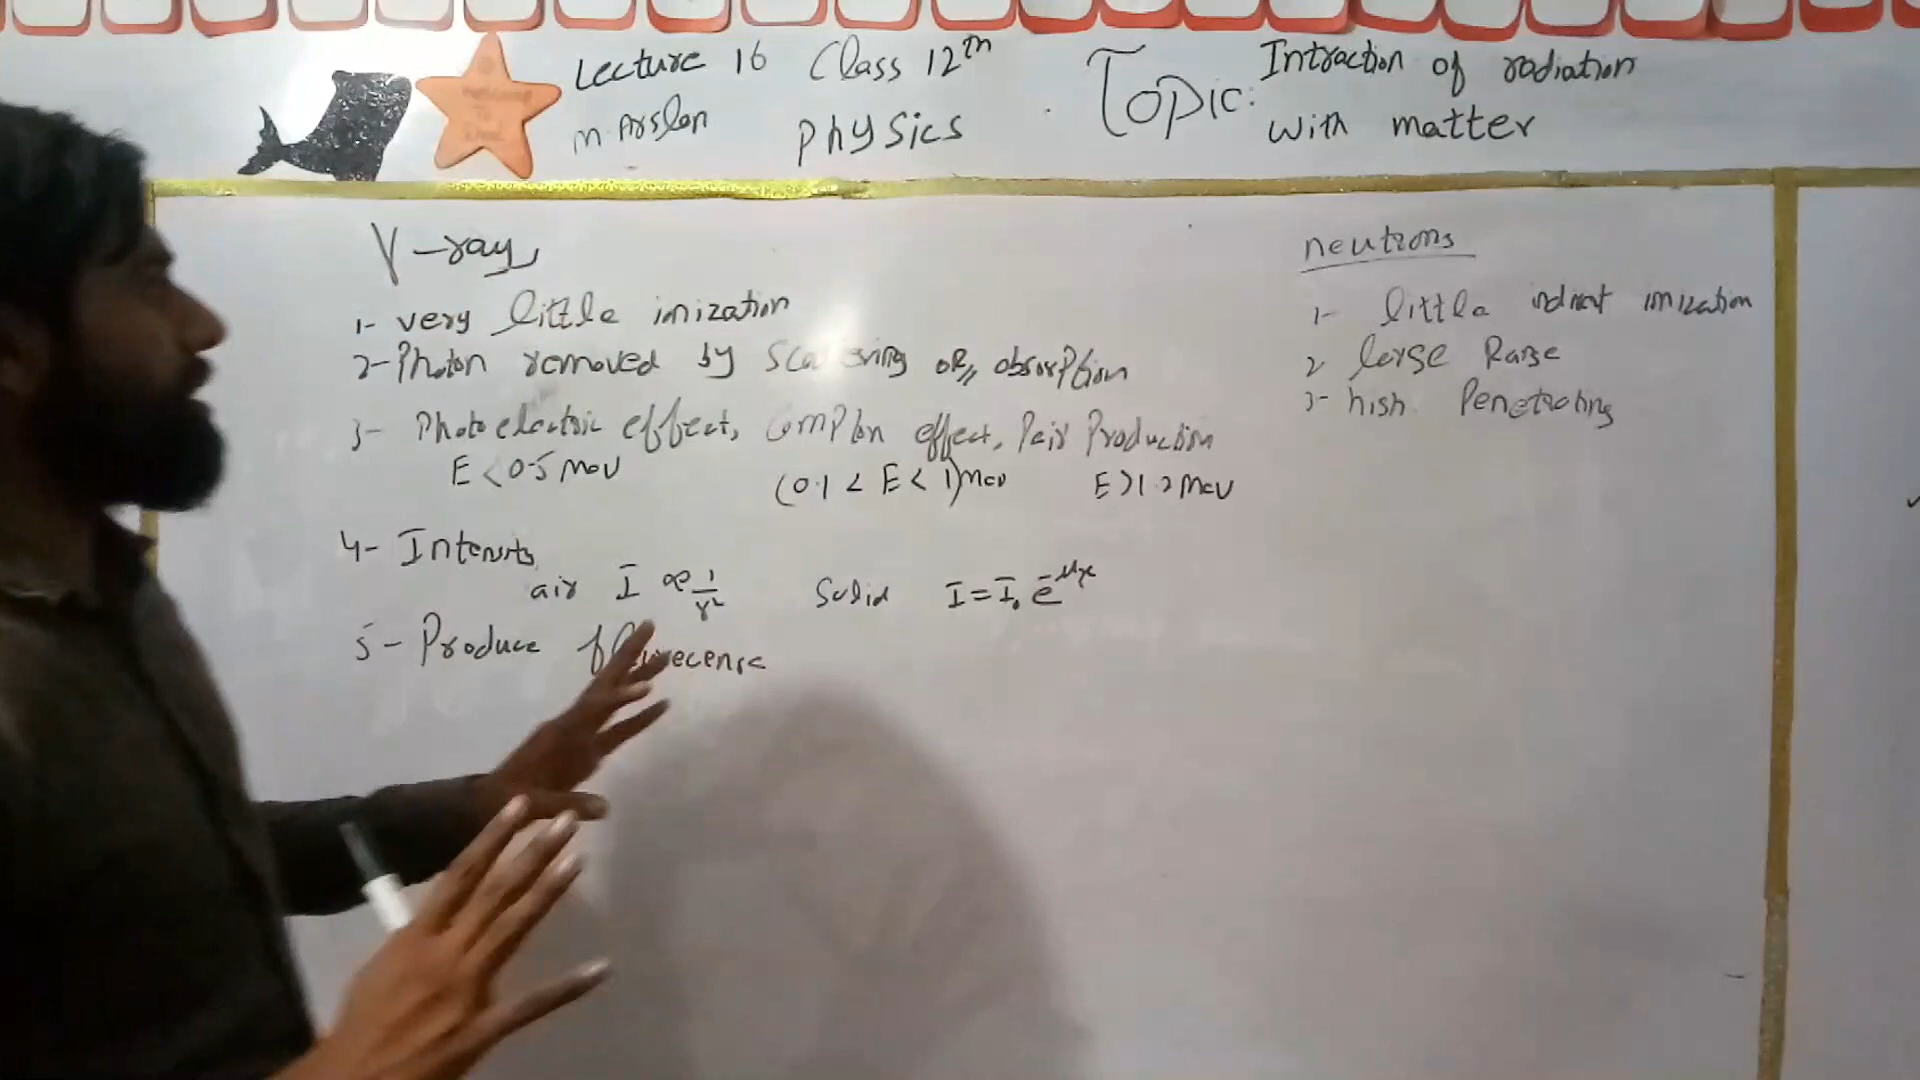 Lecture 16 Class 12th
M. Arslan Physics
Topic: Intraction of radiation
with matter
γ-ray
1- very little inization
2- Photon removed by Scattering OR absorption
3- Photoelectric effect, compton effect, Pair Production
E < 0.5 Mev (0.1 < E < 1) Mev E > 1.2 Mev
4- Intensity
air I ∝ 1/r² Solid I = I₀ e^-μx
5- Produce
neutrons
1- little indirect inization
2 large Range
3- high Penetrating